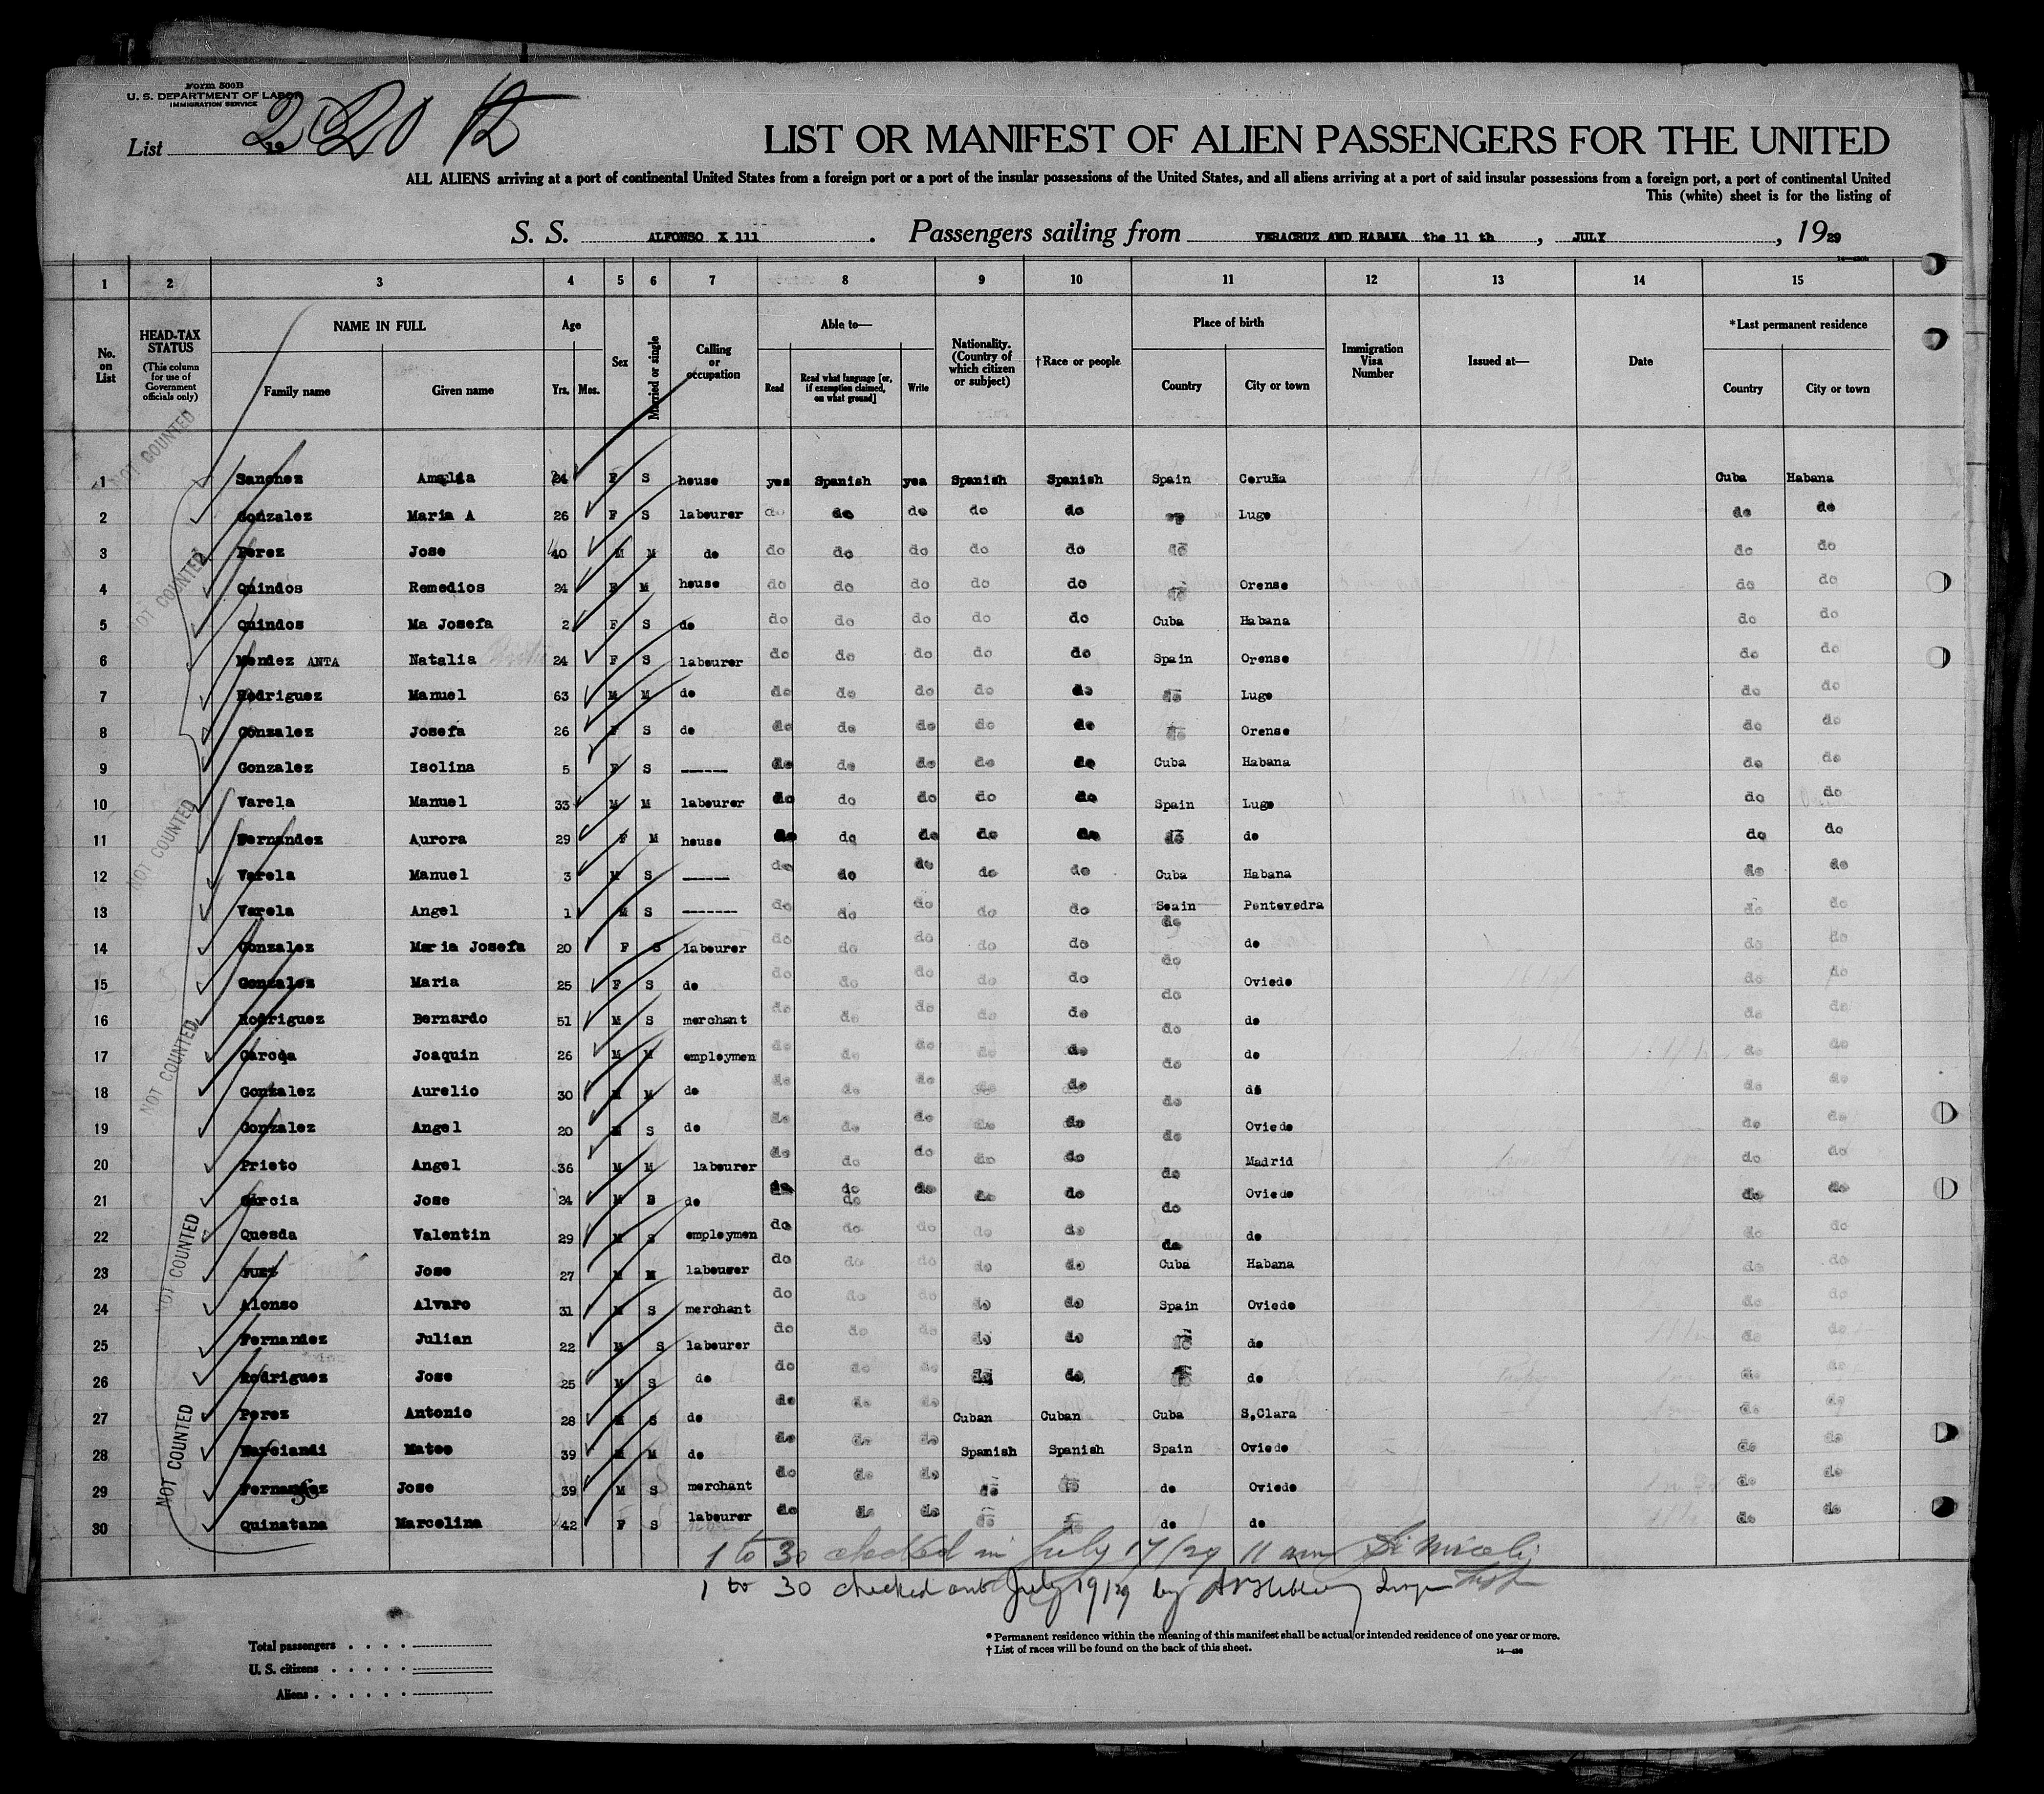 Form 500B
U. S. DEPARTMENT OF LABOR
IMMIGRATION SERVICE
List 19
LIST OR MANIFEST OF ALIEN PASSENGERS FOR THE UNITED
ALL ALIENS arriving at a port of continental United States from a foreign port or a port of the insular possessions of the United States, and all aliens arriving at a port of said insular possessions from a foreign port, a port of continental United
This (white) sheet is for the listing of
S. S. ALFONSO X 111 . Passengers sailing from VERACRUZ AND HABANA the 11 th , JULY , 1929
1 2 3 4 5 6 7 8 9 10 11 12 13 14 15
No. on List HEAD-TAX STATUS (This column for use of Government officials only) NAME IN FULL Family name Given name Age Yrs. Mos. Sex Married or single Calling or occupation Able to— Read Read what language [or, if exemption claimed, on what ground] Write Nationality. (Country of which citizen or subject) †Race or people Place of birth Country City or town Immigration Visa Number Issued at— Date *Last permanent residence Country City or town
1 Sanchez Amelia 24 F S house yes Spanish yes Spanish Spanish Spain Coruña Cuba Habana
2 Gonzalez Maria A 26 F S labourer do do do do do do Lugo do do
3 Perez Jose 40 M M do do do do do do do do do
4 Quindos Remedios 24 F M house do do do do do do Orense do do
5 Quindos Ma Josefa 2 F S do do do do do do Cuba Habana do do
6 Mendez ANTA Natalia 24 F S labourer do do do do do Spain Orense do do
7 Rodriguez Manuel 63 M M do do do do do do do Lugo do do
8 Gonzalez Josefa 26 F S do do do do do do do Orense do do
9 Gonzalez Isolina 5 F S ----- do do do do do Cuba Habana do do
10 Varela Manuel 33 M M labourer do do do do do Spain Lugo do do
11 Fernandez Aurora 29 F M house do do do do do do do do do
12 Varela Manuel 3 M S ----- do do do do do Cuba Habana do do
13 Varela Angel 1 M S ------- do do do do do Spain Pontevedra do do
14 Gonzalez Maria Josefa 20 F S labourer do do do do do do do do do
15 Gonzalez Maria 25 F S do do do do do do do Oviedo do do
16 Rodriguez Bernardo 51 M S merchant do do do do do do do do do
17 Garcqa Joaquin 26 M M employmen do do do do do do do do do
18 Gonzalez Aurelio 30 M M do do do do do do do do do do
19 Gonzalez Angel 20 M S do do do do do do do Oviedo do do
20 Prieto Angel 36 M M labourer do do do do do do Madrid do do
21 Garcia Jose 24 M S do do do do do do do Oviedo do do
22 Quesda Valentin 29 M S employmen do do do do do do do do do
23 Jose 27 M M labourer do do do do do Cuba Habana do do
24 Alonso Alvaro 31 M S merchant do do do do do Spain Oviedo do do
25 Fernandez Julian 22 M S labourer do do do do do do do do do
26 Rodriguez Jose 25 M S do do do do do do do do do do
27 Perez Antonio 28 M S do do do do Cuban Cuban Cuba S.Clara do do
28 Marciandi Mateo 39 M M do do do do Spanish Spanish Spain Oviedo do do
29 Fernandez Jose 39 M S merchant do do do do do do Oviedo do do
30 Quinatana Marcelina 42 F S labourer do do do do do do do do do
NOT COUNTED
NOT COUNTED
NOT COUNTED
NOT COUNTED
NOT COUNTED
NOT COUNTED
30
1 to 30 checked in July 17/29 11 am
1 to 30 checked out July 19/29 by
* Permanent residence within the meaning of this manifest shall be actual or intended residence of one year or more.
† List of races will be found on the back of this sheet.
Total passengers
U. S. citizens
Aliens